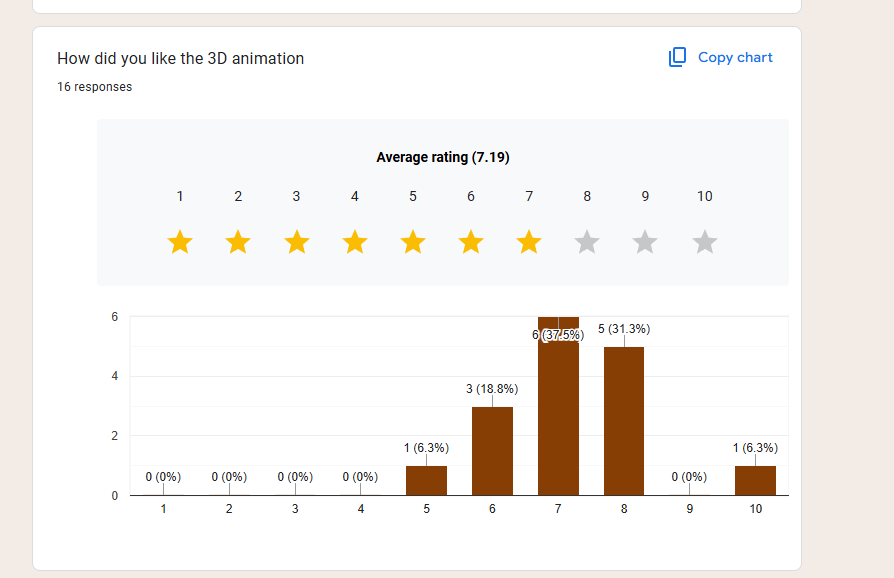 How did you like the 3D animation
Copy chart
16 responses
Average rating (7.19)
1 2 3 4 5 6 7 8 9 10
6
6 (37.5%) 5 (31.3%)
4
3 (18.8%)
2
1 (6.3%) 1 (6.3%)
0 (0%) 0 (0%) 0 (0%) 0 (0%) 0 (0%)
0
1 2 3 4 5 6 7 8 9 10